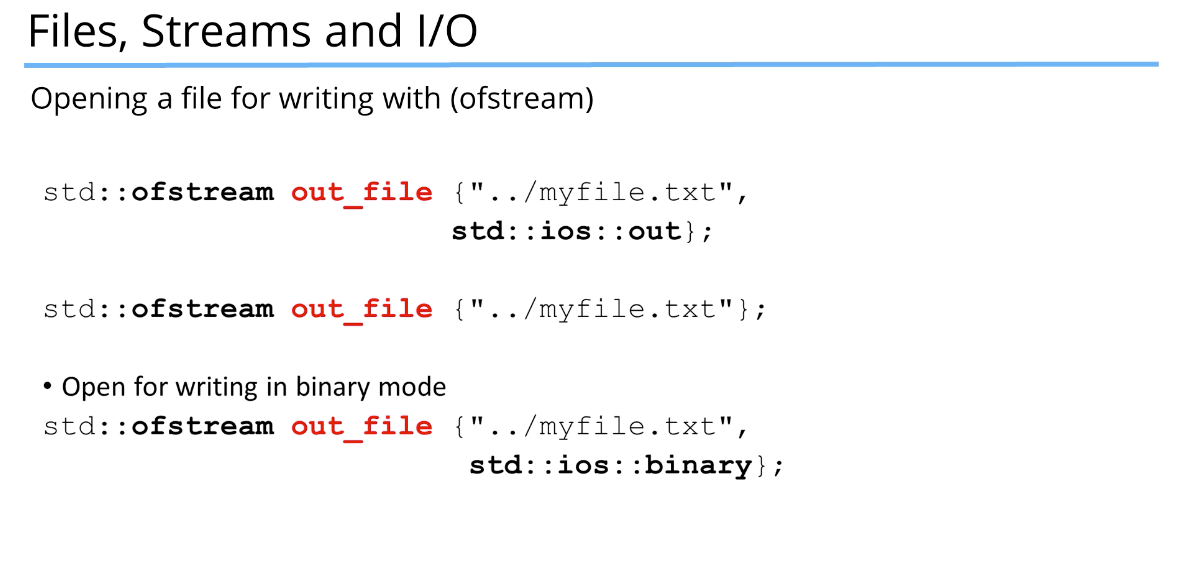 Files, Streams and I/O
Opening a file for writing with (ofstream)
std::ofstream out_file {"../myfile.txt",
std::ios::out};
std::ofstream out_file {"../myfile.txt"};
• Open for writing in binary mode
std::ofstream out_file {"../myfile.txt",
std::ios::binary};